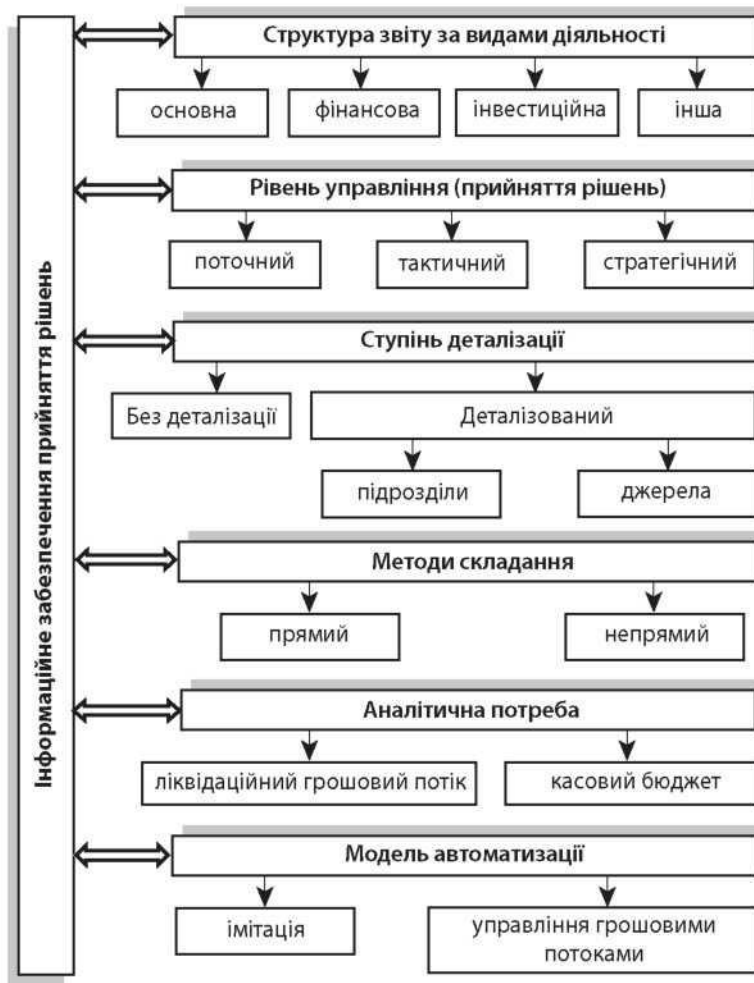 Інформаційне забезпечення прийняття рішень
Структура звіту за видами діяльності
основна
фінансова
інвестиційна
інша
Рівень управління (прийняття рішень)
поточний
тактичний
стратегічний
Ступінь деталізації
Без деталізації
Деталізований
підрозділи
джерела
Методи складання
прямий
непрямий
Аналітична потреба
ліквідаційний грошовий потік
касовий бюджет
Модель автоматизації
імітація
управління грошовими
потоками